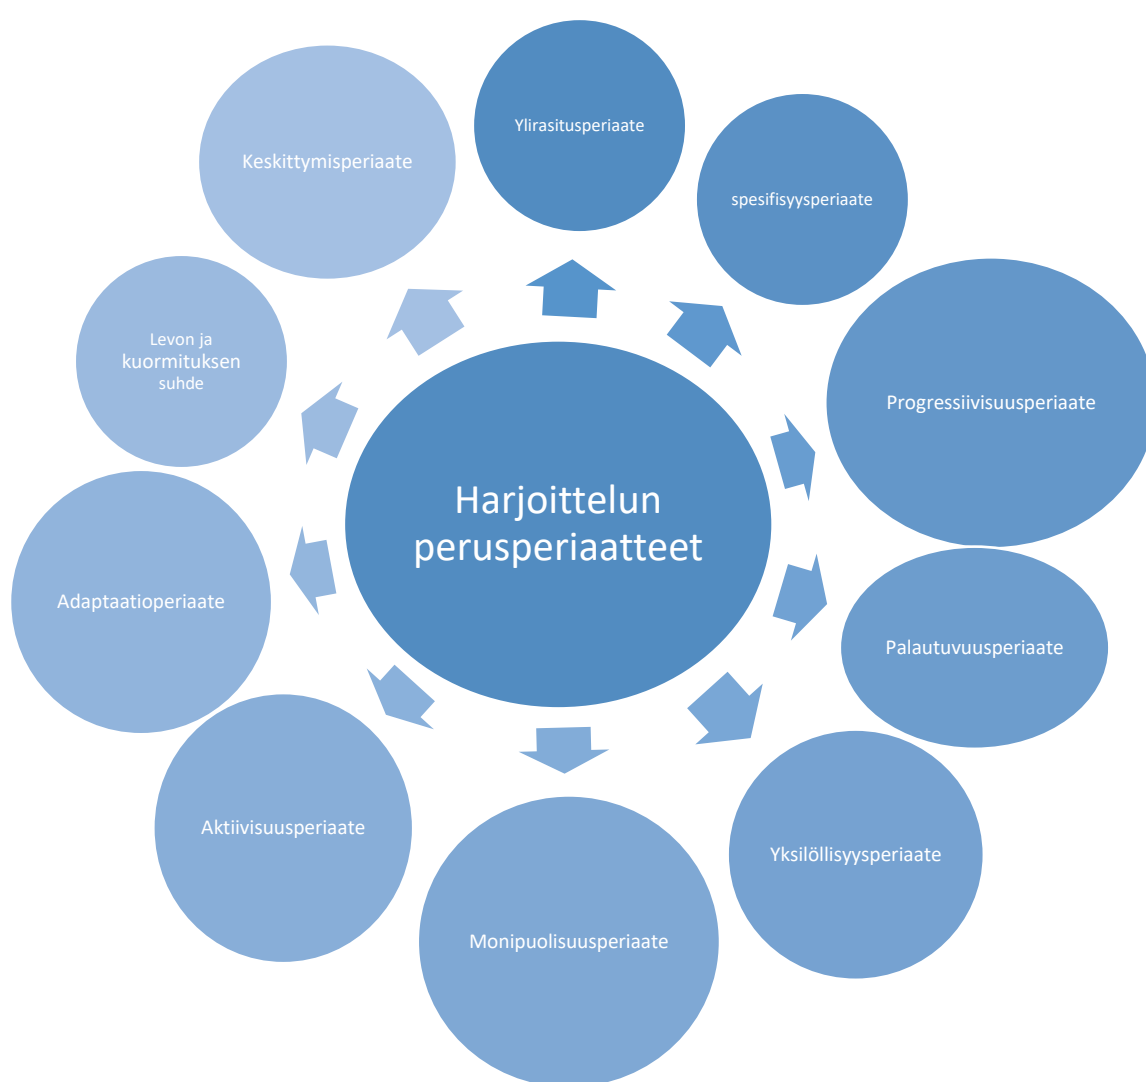 Ylirasitusperiaate
spesifisyysperiaate
Progressiivisuusperiaate
Palautuvuusperiaate
Yksilöllisyysperiaate
Monipuolisuusperiaate
Aktiivisuusperiaate
Adaptaatioperiaate
Levon ja
kuormituksen
suhde
Keskittymisperiaate
Harjoittelun
perusperiaatteet